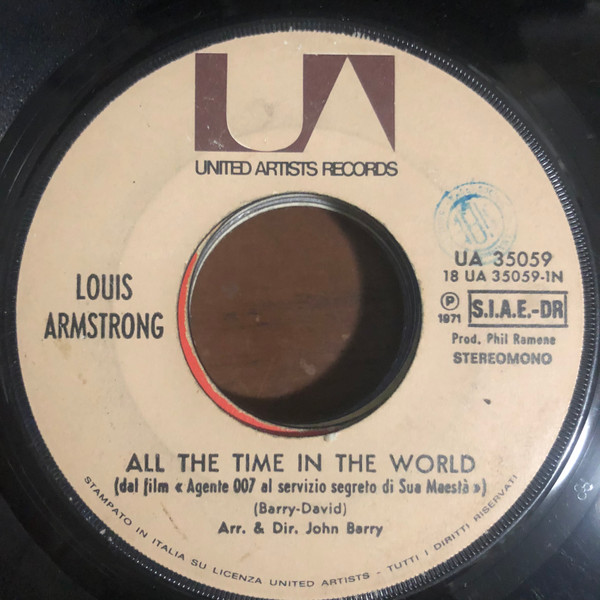 UA
UNITED ARTISTS RECORDS
UA 35059
18 UA 35059-1N
LOUIS
ARMSTRONG
℗
1971
S.I.A.E.-DR
Prod. Phil Ramone
STEREOMONO
ALL THE TIME IN THE WORLD
(dal film « Agente 007 al servizio segreto di Sua Maestà »)
(Barry-David)
Arr. & Dir. John Barry
STAMPATO IN ITALIA SU LICENZA UNITED ARTISTS - TUTTI I DIRITTI RISERVATI